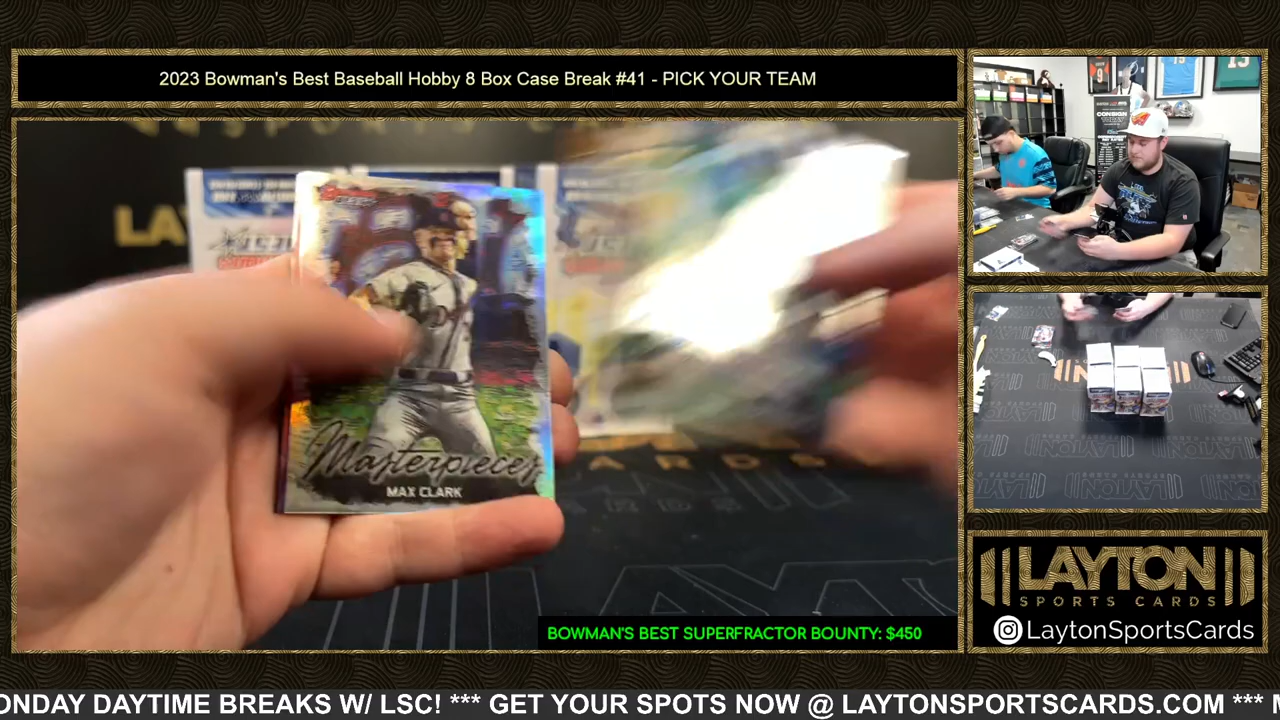 2023 Bowman's Best Baseball Hobby 8 Box Case Break #41 - PICK YOUR TEAM
Masterpieces
MAX CLARK
CONSIGN
BOWMAN'S BEST SUPERFRACTOR BOUNTY: $450
LAYTON
SPORTS CARDS
LaytonSportsCards
ONDAY DAYTIME BREAKS W/ LSC! *** GET YOUR SPOTS NOW @ LAYTONSPORTSCARDS.COM ***